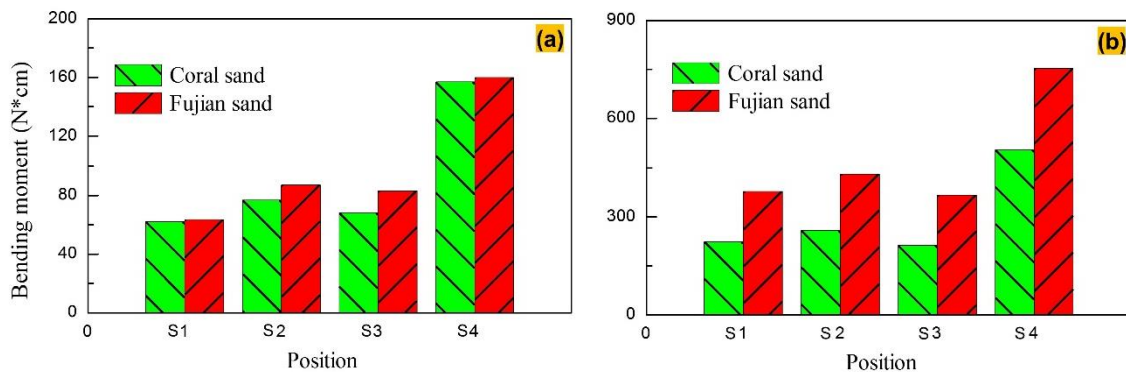 (a)
Bending moment (N*cm)
200
160
120
80
40
0
Coral sand
Fujian sand
0 S1 S2 S3 S4
Position
(b)
900
600
300
0
Coral sand
Fujian sand
0 S1 S2 S3 S4
Position